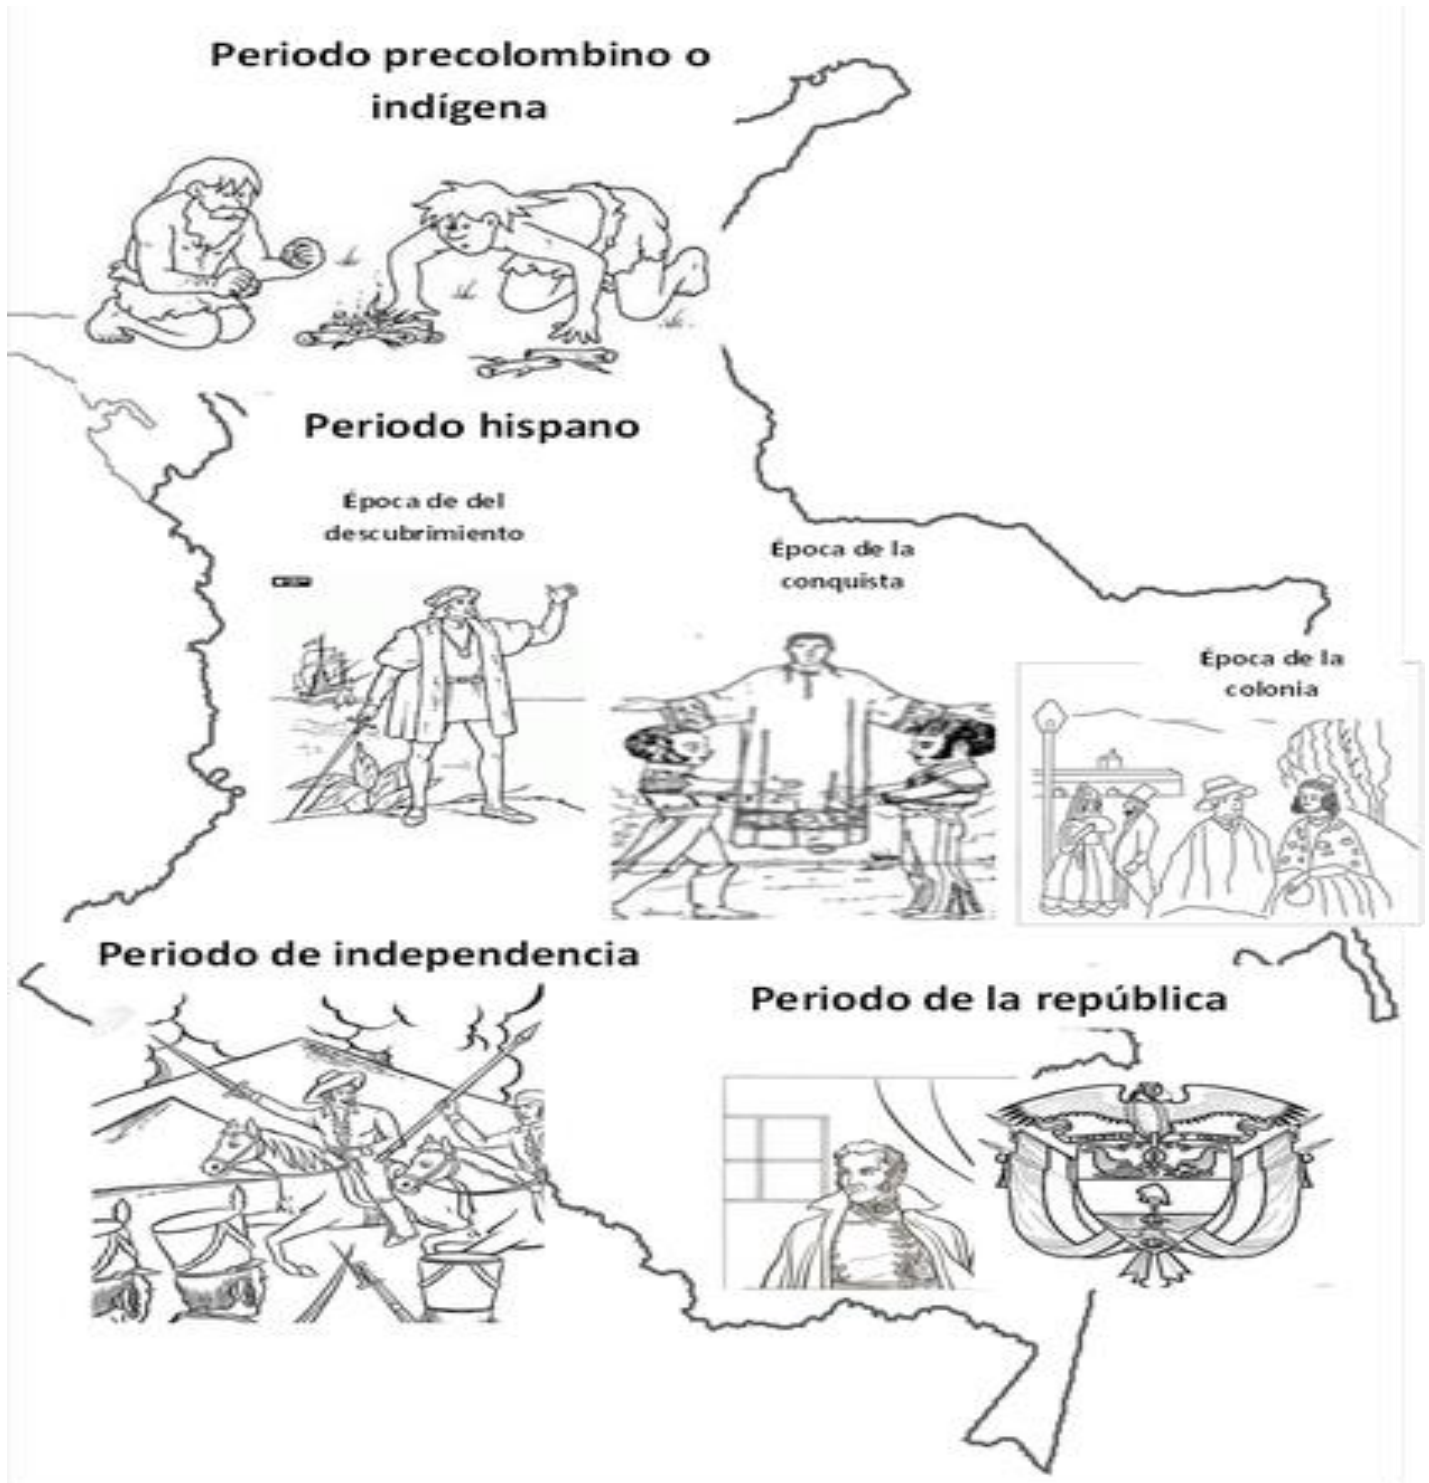 Periodo precolombino o
indígena
Periodo hispano
Época de del
descubrimiento
Época de la
conquista
Época de la
colonia
Periodo de independencia
Periodo de la república